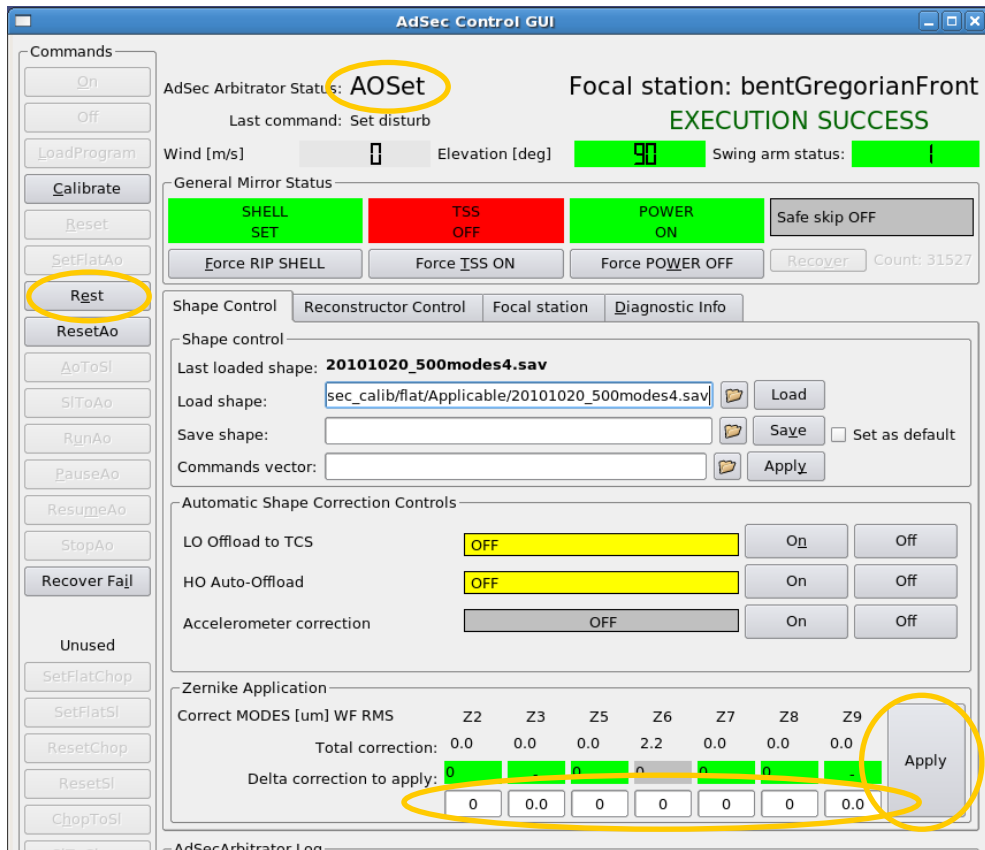 AdSec Control GUI
Commands
On
Off
LoadProgram
Calibrate
Reset
SetFlatAo
Rest
ResetAo
AoToSl
SlToAo
RunAo
PauseAo
ResumeAo
StopAo
Recover Fail
Unused
SetFlatChop
SetFlatSl
ResetChop
ResetSl
ChopToSl
AdSec Arbitrator Status: AOSet
Focal station: bentGregorianFront
Last command: Set disturb
EXECUTION SUCCESS
Wind [m/s] 0 Elevation [deg] 90 Swing arm status: 1
General Mirror Status
SHELL SET
TSS OFF
POWER ON
Safe skip OFF
Force RIP SHELL Force TSS ON Force POWER OFF Recover Count: 31527
Shape Control Reconstructor Control Focal station Diagnostic Info
Shape control
Last loaded shape: 20101020_500modes4.sav
Load shape: sec_calib/flat/Applicable/20101020_500modes4.sav Load
Save shape: Save Set as default
Commands vector: Apply
Automatic Shape Correction Controls
LO Offload to TCS OFF On Off
HO Auto-Offload OFF On Off
Accelerometer correction OFF On Off
Zernike Application
Correct MODES [um] WF RMS Z2 Z3 Z5 Z6 Z7 Z8 Z9
Total correction: 0.0 0.0 0.0 2.2 0.0 0.0 0.0
Delta correction to apply: 0 - 0 0 0 0 -
0 0.0 0 0 0 0 0.0
Apply
AdSecArbitrator Log